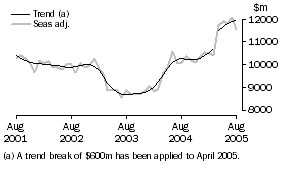 $m
Trend (a)
Seas adj.
12000
11000
10000
9000
8000
Aug Aug Aug Aug Aug
2001 2002 2003 2004 2005
(a) A trend break of $600m has been applied to April 2005.